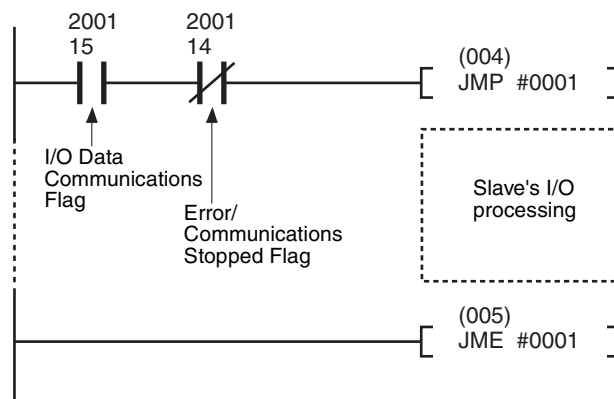 2001
15
2001
14
(004)
JMP #0001
I/O Data
Communications
Flag
Error/
Communications
Stopped Flag
Slave's I/O
processing
(005)
JME #0001